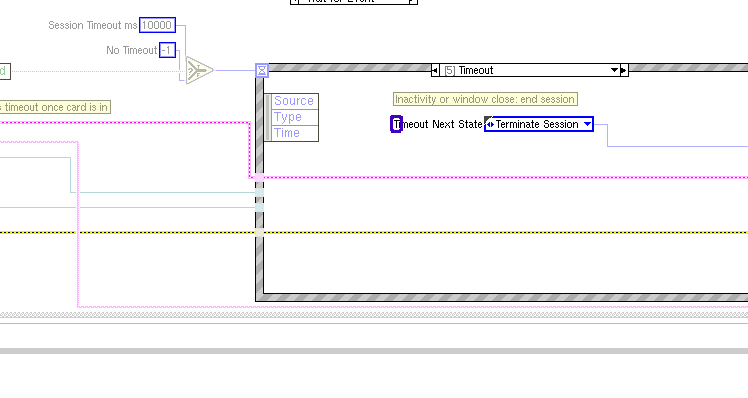 Wait for Event
Session Timeout ms 10000
No Timeout -1
[5] Timeout
s timeout once card is in
Source
Type
Time
Inactivity or window close: end session
Timeout Next State Terminate Session